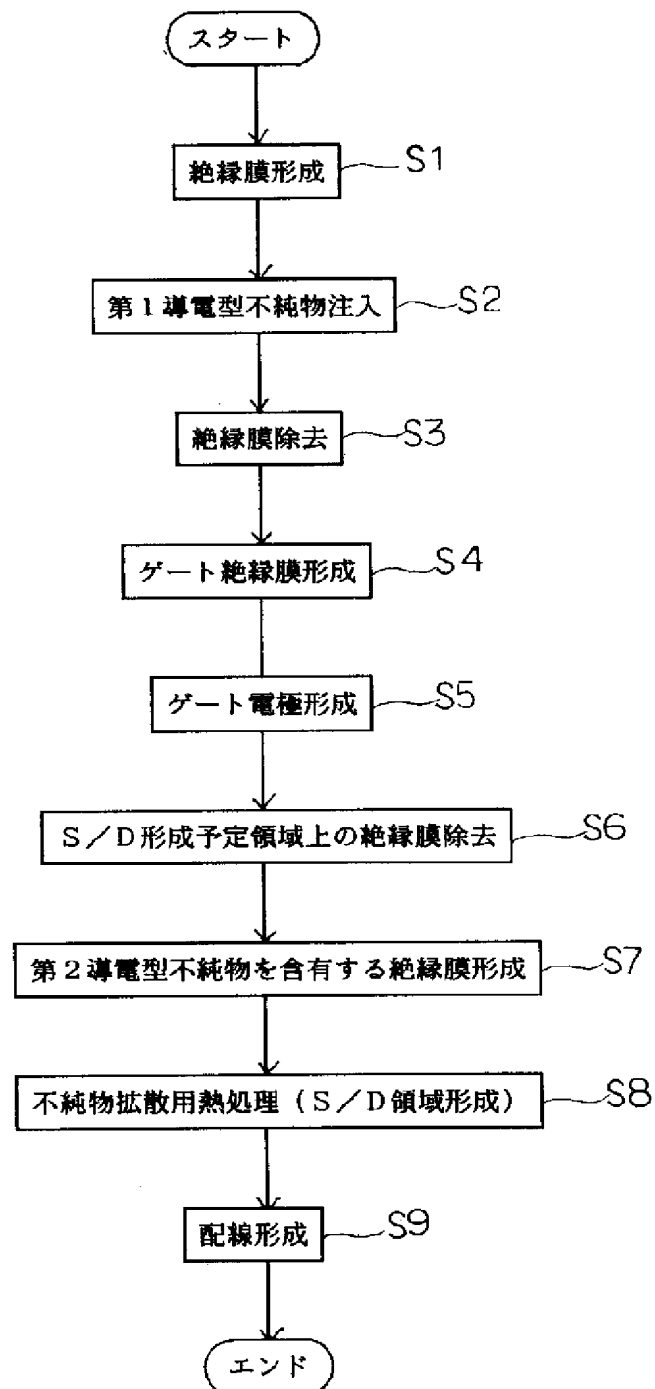 スタート
絶縁膜形成 S1
第1導電型不純物注入 S2
絶縁膜除去 S3
ゲート絶縁膜形成 S4
ゲート電極形成 S5
S/D形成予定領域上の絶縁膜除去 S6
第2導電型不純物を含有する絶縁膜形成 S7
不純物拡散用熱処理(S/D領域形成) S8
配線形成 S9
エンド